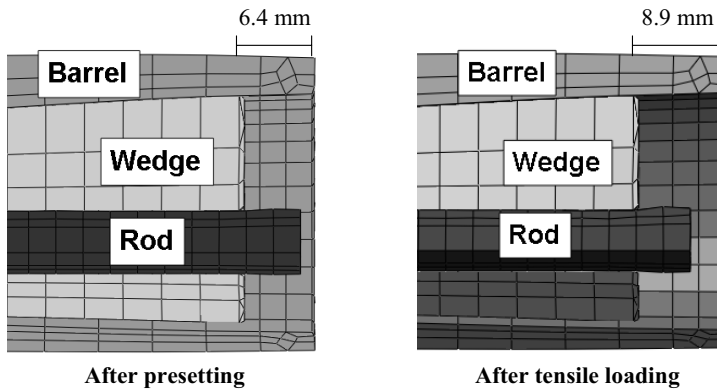 6.4 mm
8.9 mm
Barrel
Barrel
Wedge
Wedge
Rod
Rod
After presetting
After tensile loading